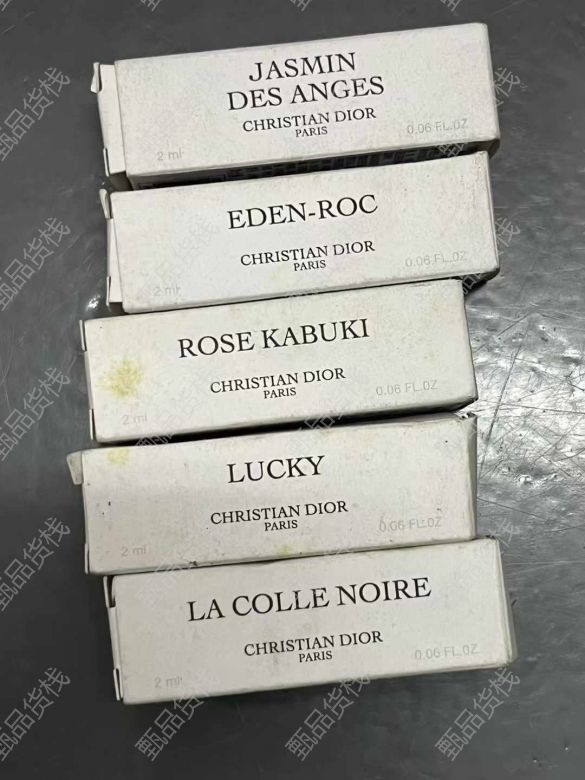 JASMIN
DES ANGES
CHRISTIAN DIOR
PARIS
2 ml
0.06 FL.OZ
EDEN-ROC
CHRISTIAN DIOR
PARIS
2 ml
0.06 FL.OZ
ROSE KABUKI
CHRISTIAN DIOR
PARIS
2 ml
0.06 FL.OZ
LUCKY
CHRISTIAN DIOR
PARIS
2 ml
0.06 FL.OZ
LA COLLE NOIRE
CHRISTIAN DIOR
PARIS
2 ml
0.06 FL.OZ
甄品货栈